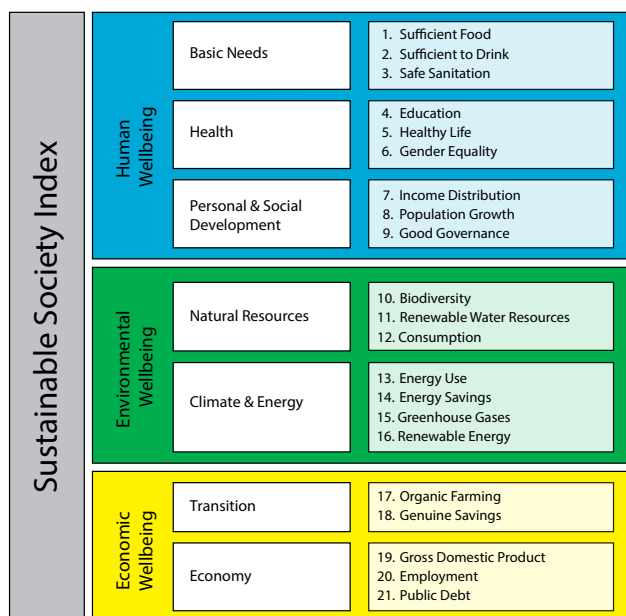 Sustainable Society Index
Human
Wellbeing
Basic Needs
1. Sufficient Food
2. Sufficient to Drink
3. Safe Sanitation
Health
4. Education
5. Healthy Life
6. Gender Equality
Personal & Social
Development
7. Income Distribution
8. Population Growth
9. Good Governance
Environmental
Wellbeing
Natural Resources
10. Biodiversity
11. Renewable Water Resources
12. Consumption
Climate & Energy
13. Energy Use
14. Energy Savings
15. Greenhouse Gases
16. Renewable Energy
Economic
Wellbeing
Transition
17. Organic Farming
18. Genuine Savings
Economy
19. Gross Domestic Product
20. Employment
21. Public Debt